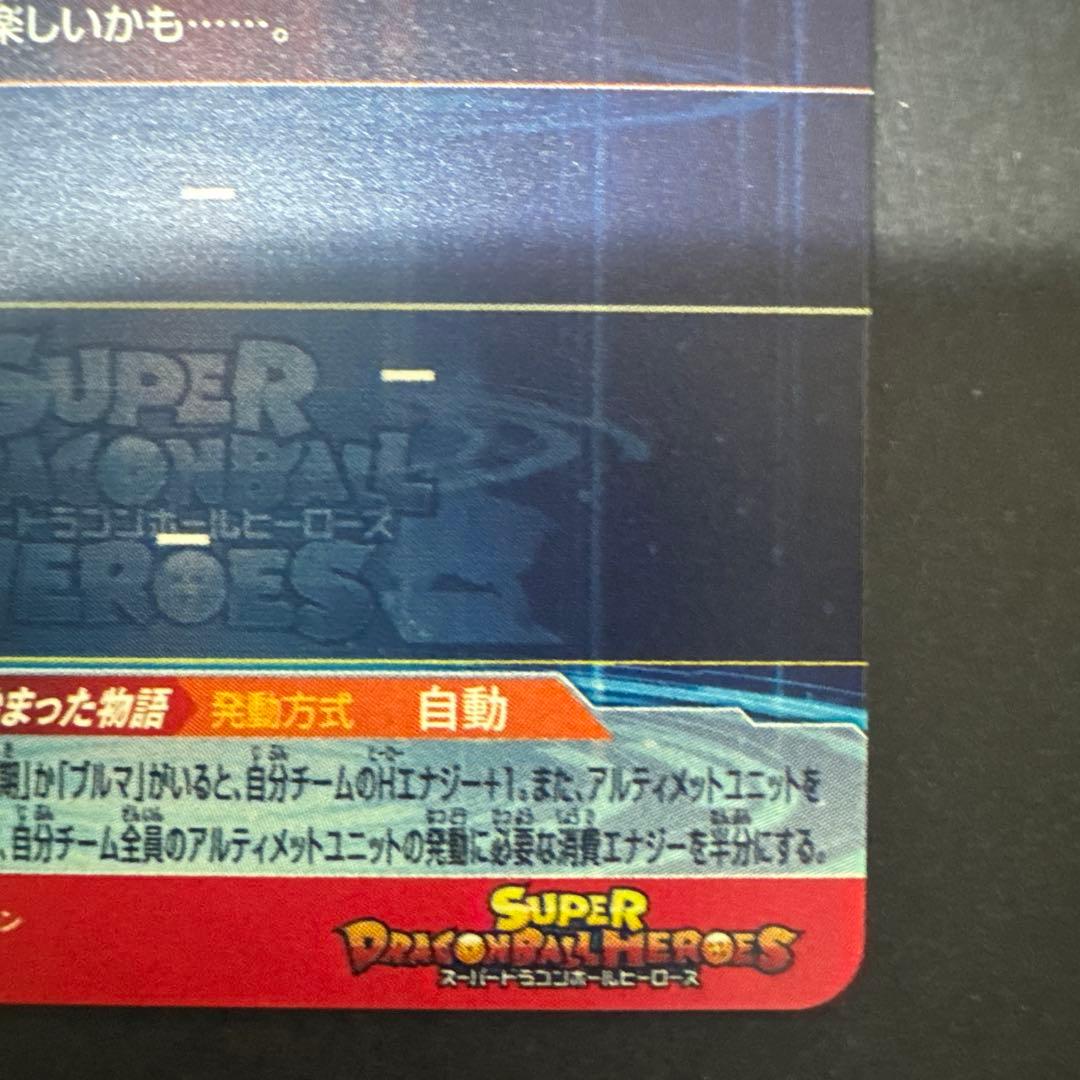 楽しいかも……。
SUPER
DRAGONBALL
ドラゴンボールヒーローズ
HEROES
まった物語 発動方式 自動
期」か「ブルマ」がいると、自分チームのHエナジー+1。また、アルティメットユニットを
、自分チーム全員のアルティメットユニットの発動に必要な消費エナジーを半分にする。
ン
SUPER
DRAGONBALL HEROES
スーパードラゴンボールヒーローズ